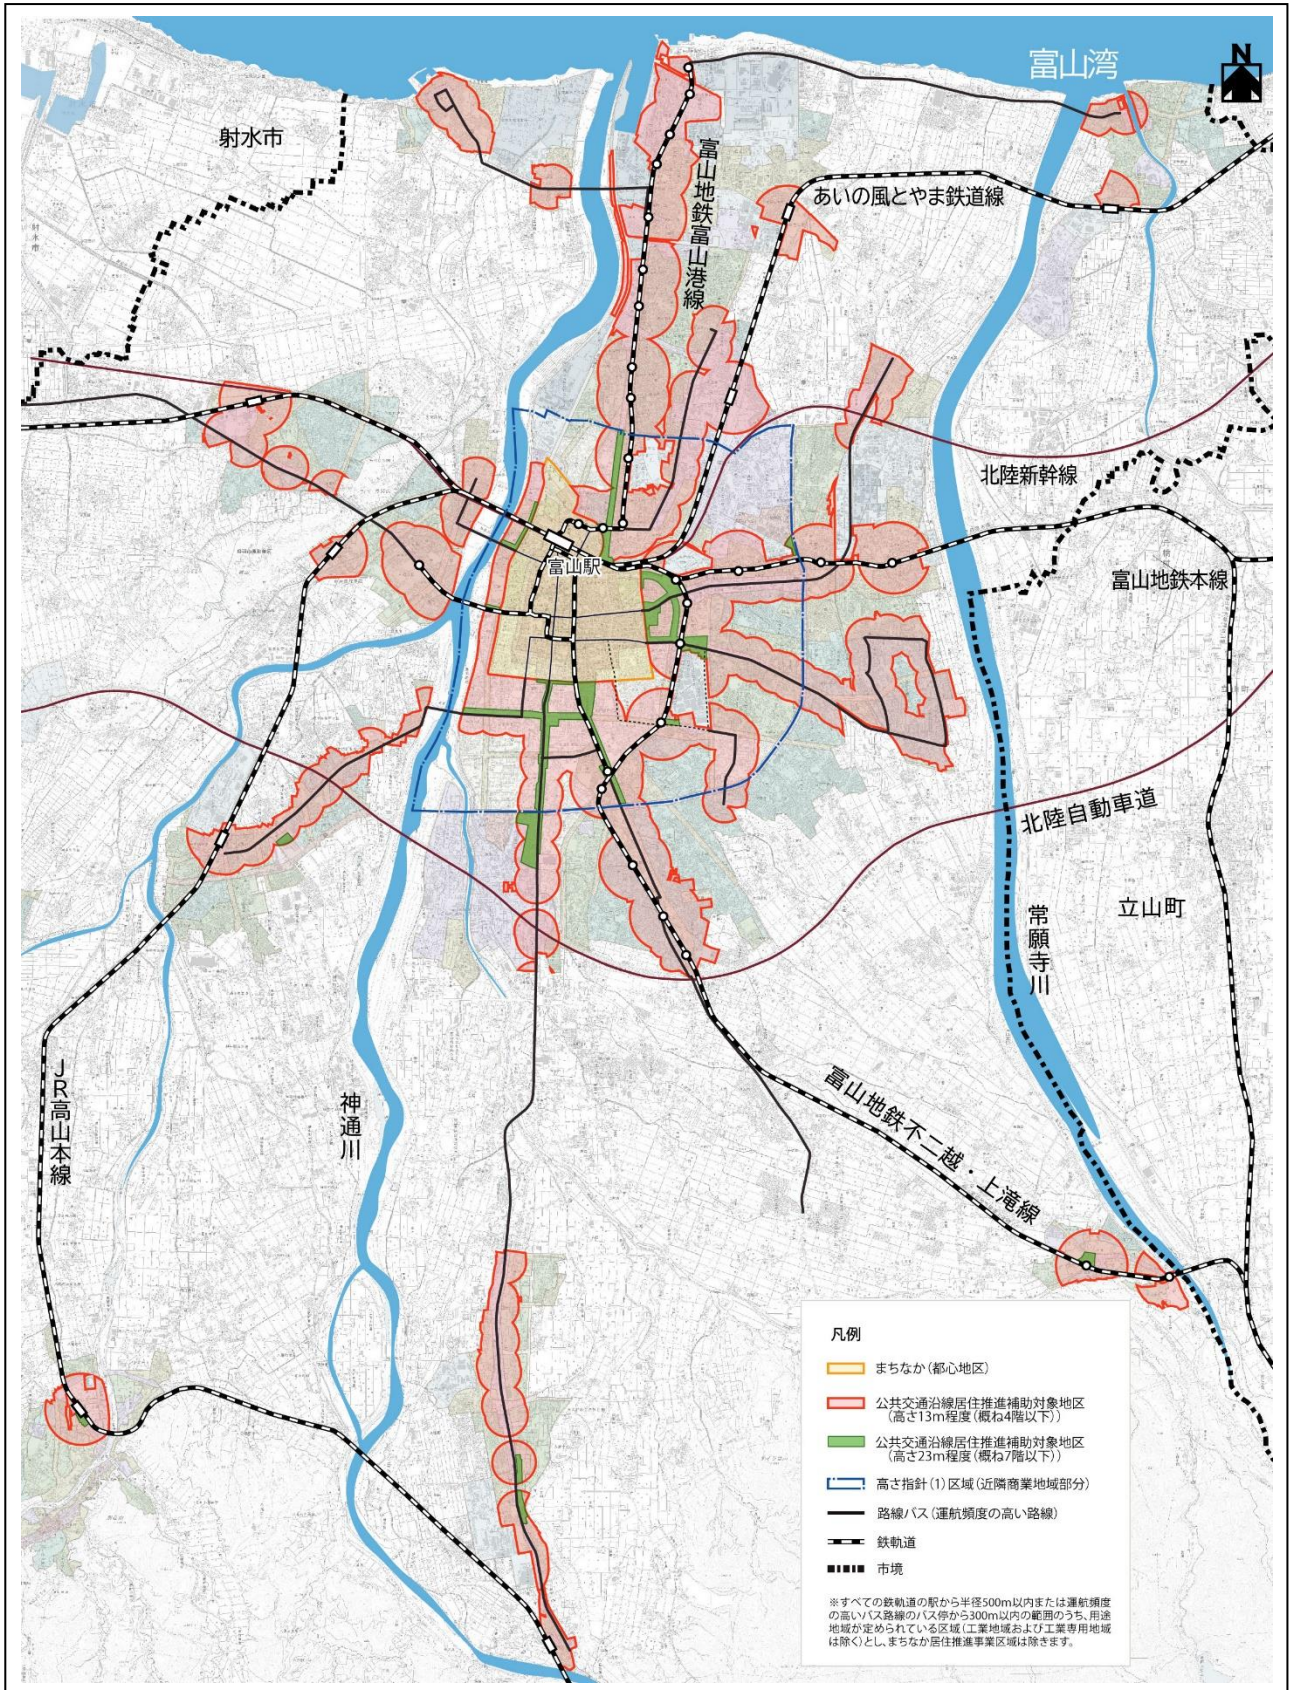 富山湾
N
射水市
富山地鉄富山港線
あいの風とやま鉄道線
北陸新幹線
富山駅
富山地鉄本線
北陸自動車道
立山町
常願寺川
神通川
JR高山本線
富山地鉄不二越・上滝線
凡例
まちなか(都心地区)
公共交通沿線居住推進補助対象地区
(高さ13m程度(概ね4階以下))
公共交通沿線居住推進補助対象地区
(高さ23m程度(概ね7階以下))
高さ指針(1)区域(近隣商業地域部分)
路線バス(運航頻度の高い路線)
鉄軌道
市境
※すべての鉄軌道の駅から半径500m以内または運航頻度
の高いバス路線のバス停から300m以内の範囲のうち、用途
地域が定められている区域(工業地域および工業専用地域
は除く)とし、まちなか居住推進事業区域は除きます。